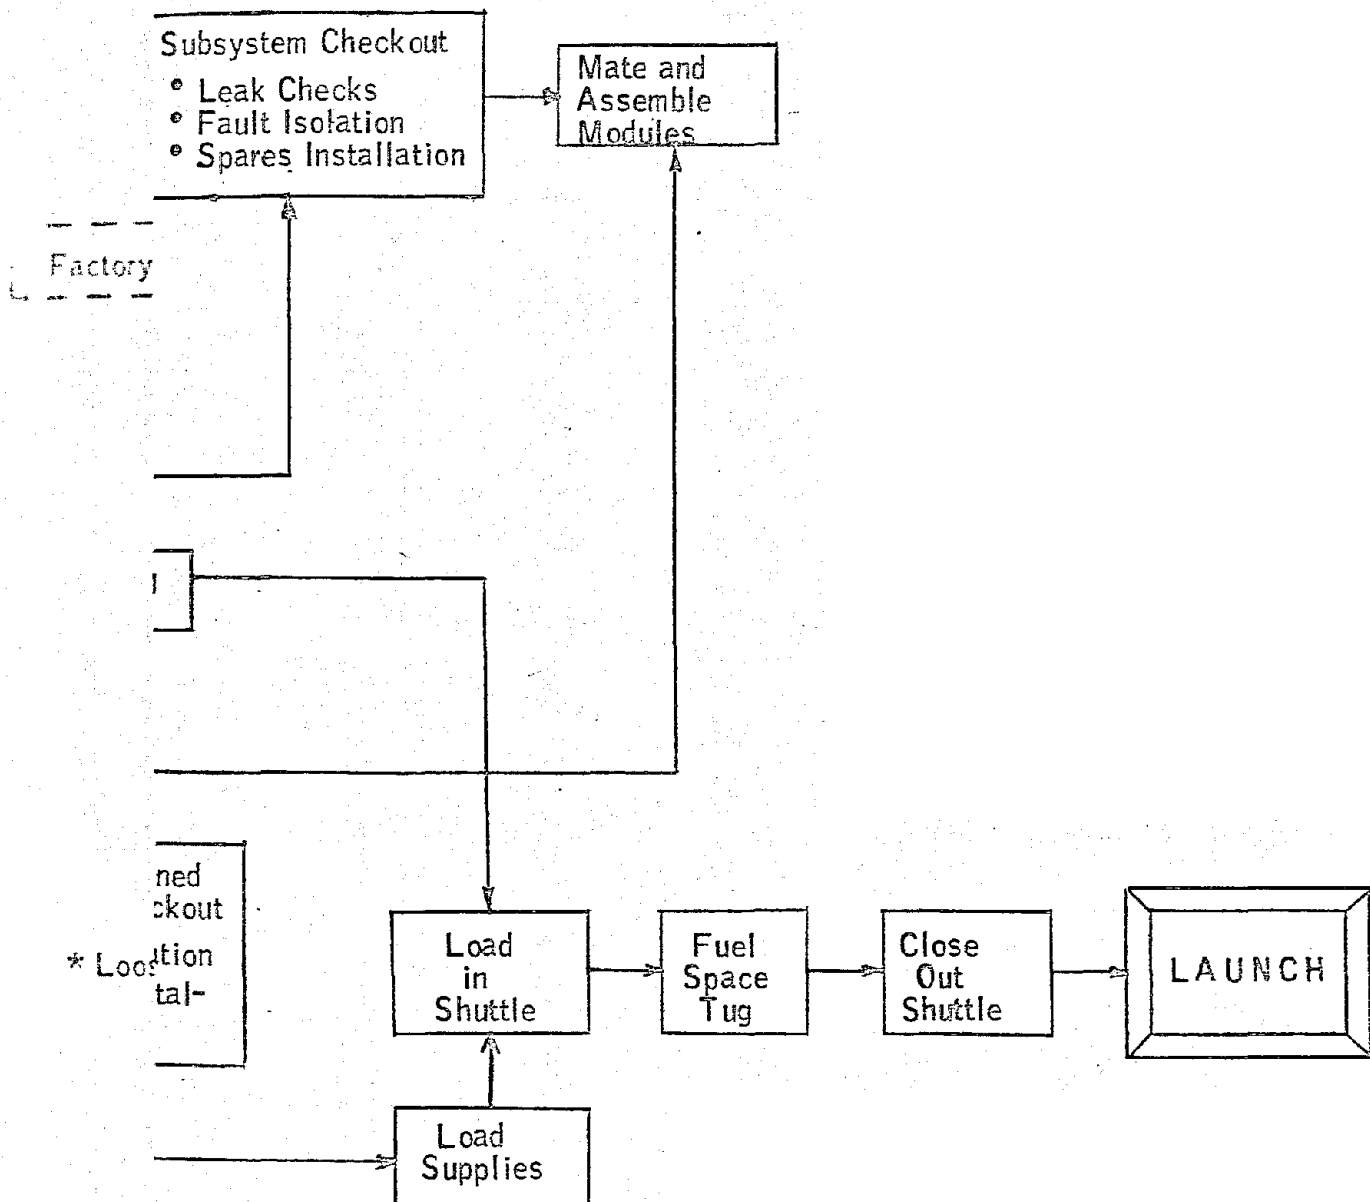 Subsystem Checkout
• Leak Checks
• Fault Isolation
• Spares Installation
Mate and
Assemble
Modules
Factory
ned
ckout
tion
tal-
* Loos
Load
in
Shuttle
Fuel
Space
Tug
Close
Out
Shuttle
LAUNCH
Load
Supplies